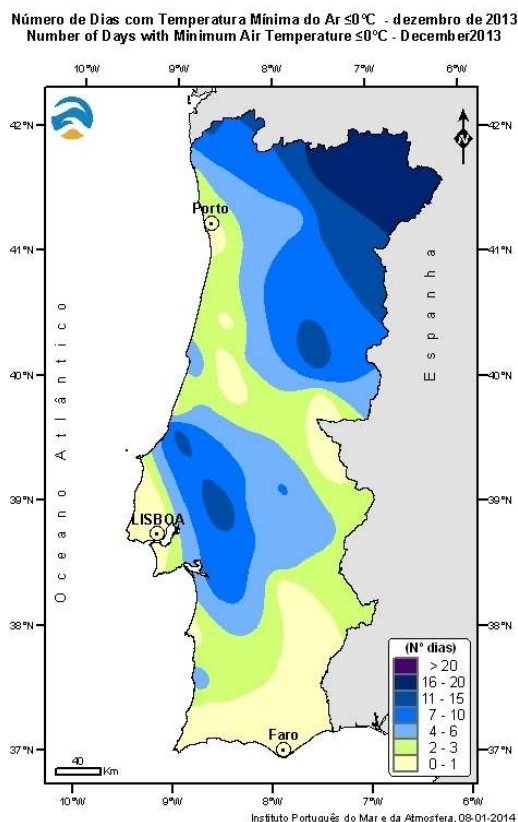 Número de Dias com Temperatura Mínima do Ar ≤0ºC - dezembro de 2013
Number of Days with Minimum Air Temperature ≤0ºC - December2013
10°W 9°W 8°W 7°W 6°W
42°N 42°N
N
Porto
41°N 41°N
Espanha
Oceano Atlântico
40°N 40°N
39°N 39°N
LISBOA
38°N 38°N
(Nº dias)
> 20
16 - 20
11 - 15
7 - 10
4 - 6
2 - 3
0 - 1
Faro
37°N 37°N
40
Km
10°W 9°W 8°W 7°W 6°W
Instituto Português do Mar e da Atmosfera, 08-01-2014